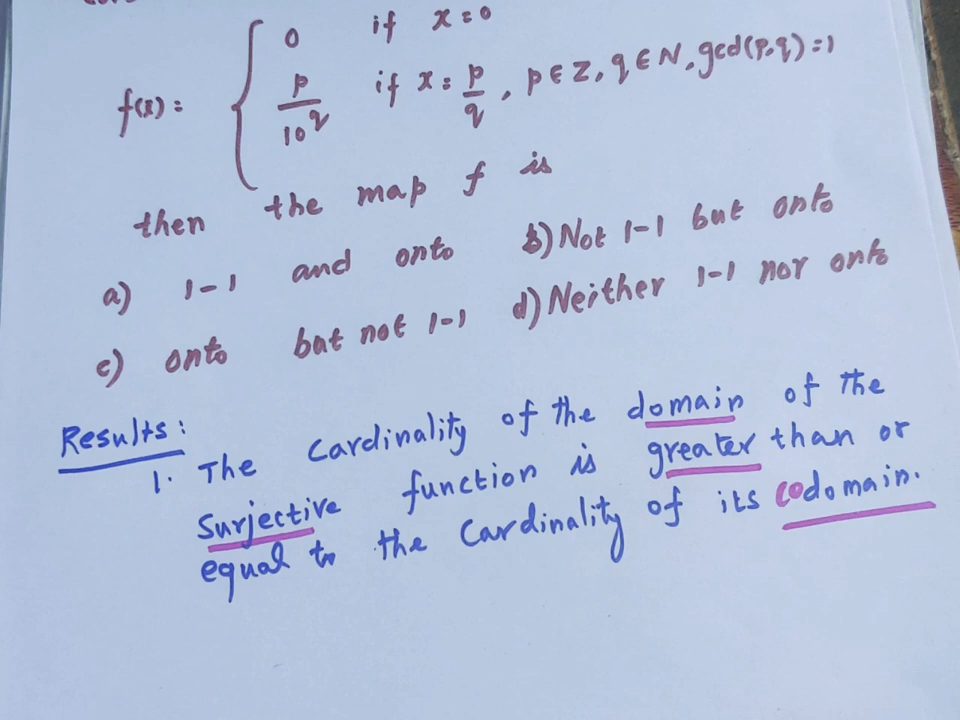 0 if x = 0
f(x) = p/10^q if x = p/q, p ∈ Z, q ∈ N, gcd(p,q) = 1
then the map f is
a) 1-1 and onto b) Not 1-1 but onto
c) onto but not 1-1 d) Neither 1-1 nor onto
Results:
1. The Cardinality of the domain of the
Surjective function is greater than or
equal to the Cardinality of its codomain.